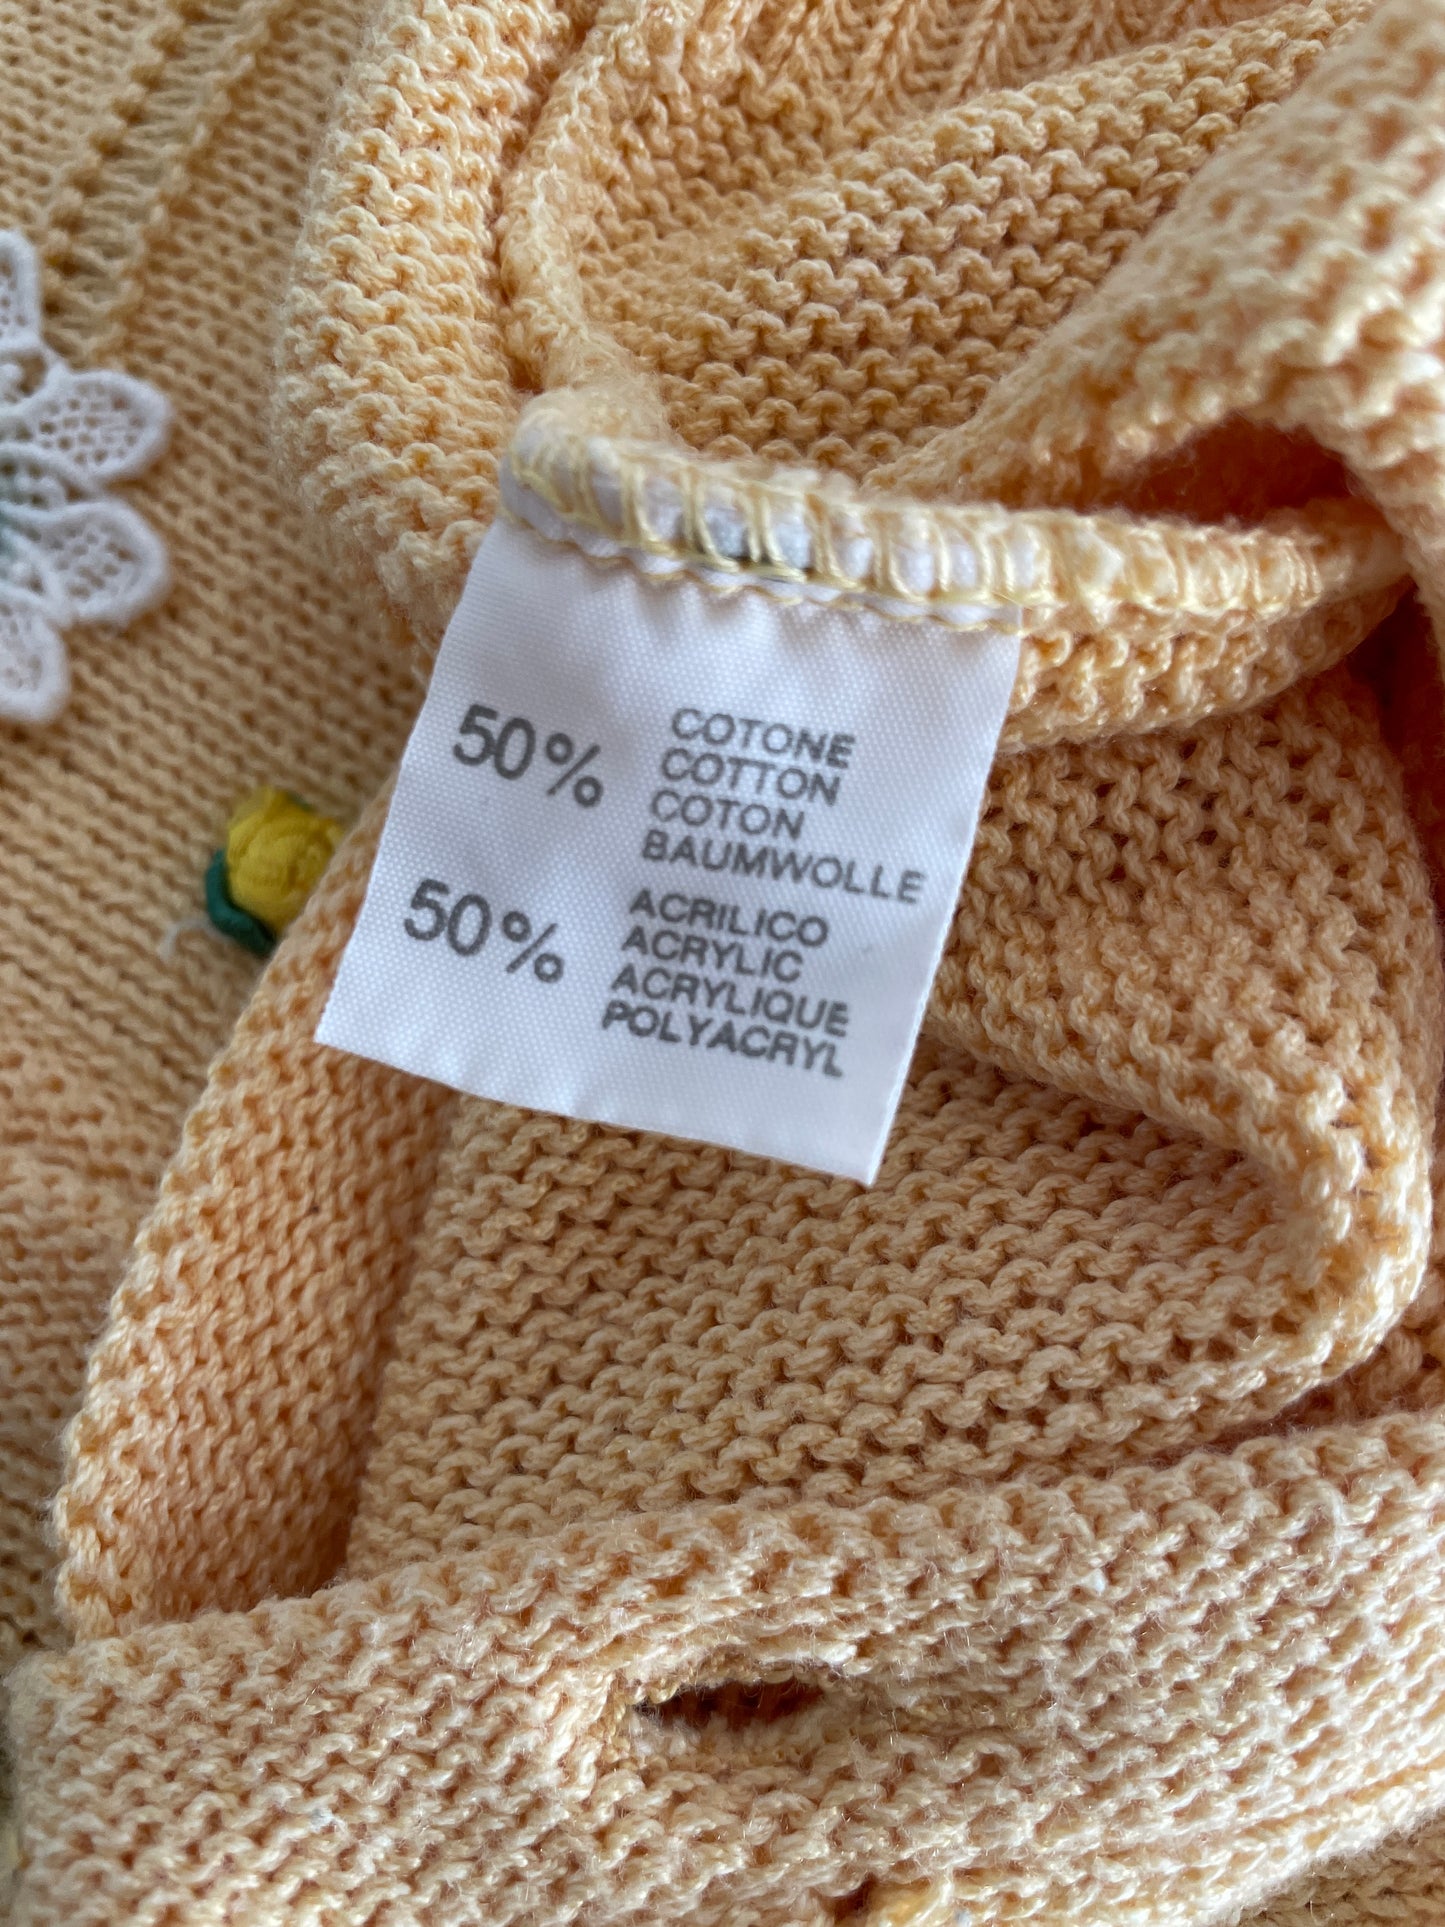 50% COTONE
COTTON
COTON
BAUMWOLLE
50% ACRILICO
ACRYLIC
ACRYLIQUE
POLYACRYL